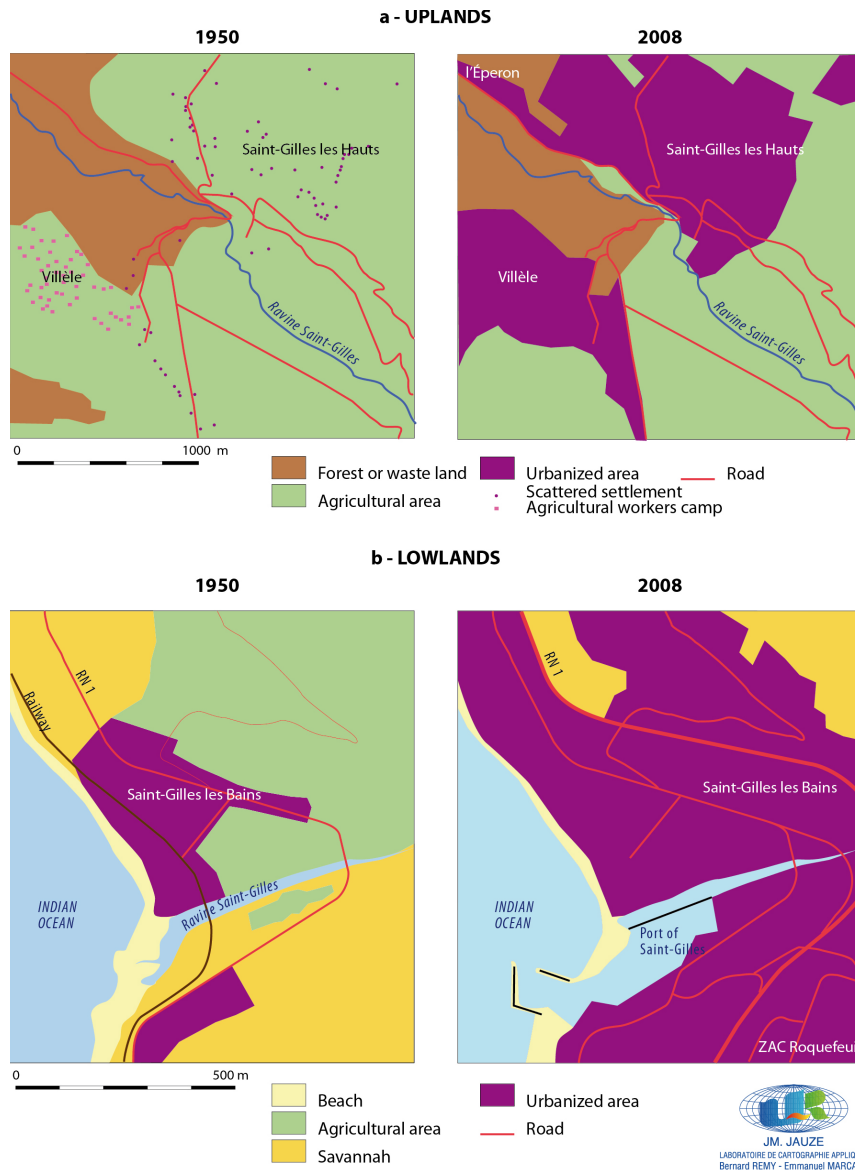 a - UPLANDS
1950
2008
l'Éperon
Saint-Gilles les Hauts
Saint-Gilles les Hauts
Villèle
Villèle
Ravine Saint-Gilles
Ravine Saint-Gilles
0 1000 m
Forest or waste land
Agricultural area
Urbanized area
Scattered settlement
Agricultural workers camp
Road
b - LOWLANDS
1950
2008
RN 1
Railway
Saint-Gilles les Bains
INDIAN
OCEAN
Ravine Saint-Gilles
RN 1
Saint-Gilles les Bains
INDIAN
OCEAN
Port of
Saint-Gilles
ZAC Roquefeui
0 500 m
Beach
Agricultural area
Savannah
Urbanized area
Road
JM. JAUZE
LABORATOIRE DE CARTOGRAPHIE APPLIQ
Bernard REMY - Emmanuel MARCA